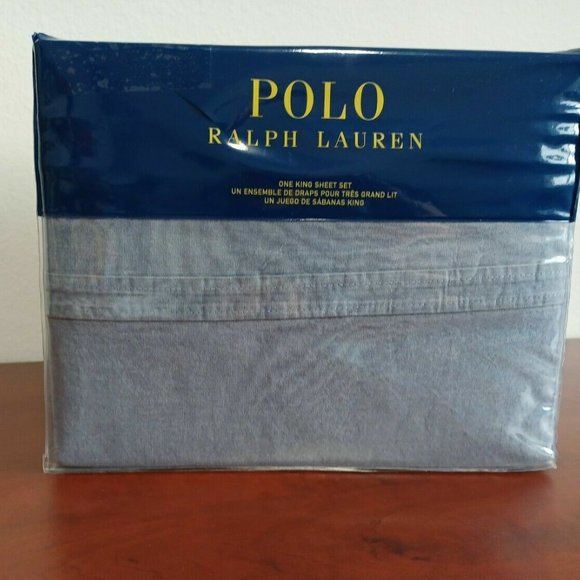 POLO
RALPH LAUREN
ONE KING SHEET SET
UN ENSEMBLE DE DRAPS POUR TRÈS GRAND LIT
UN JUEGO DE SÁBANAS KING